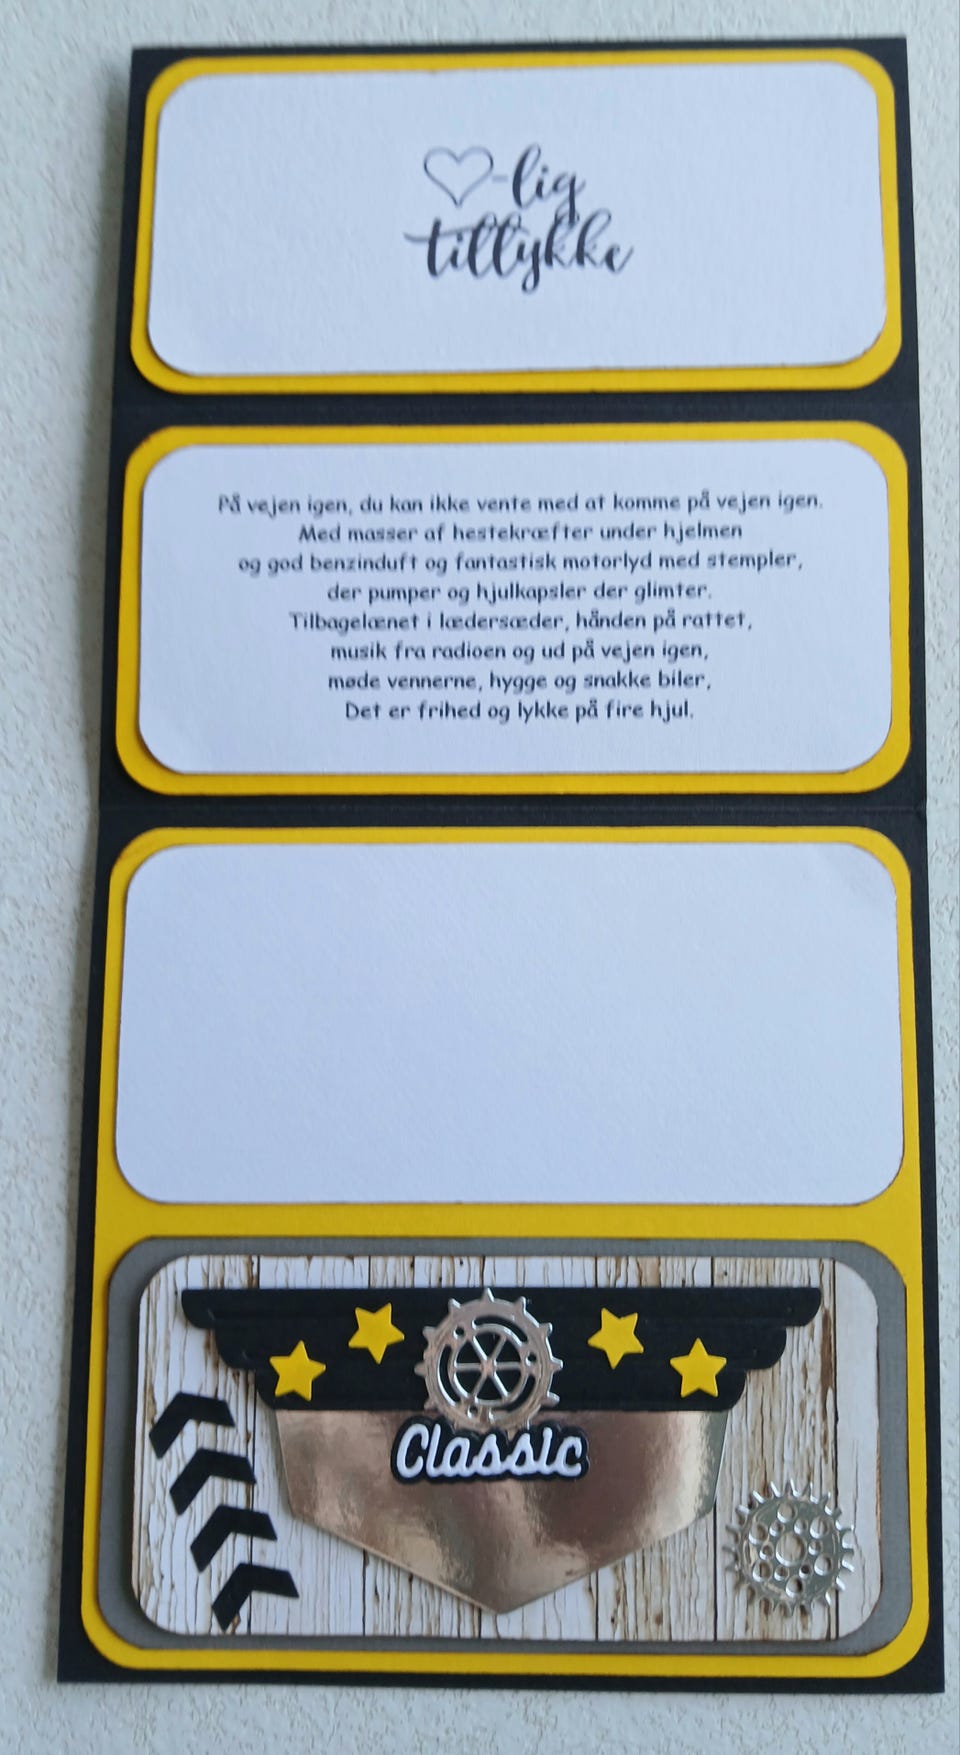 ♡-lig
tillykke
På vejen igen, du kan ikke vente med at komme på vejen igen.
Med masser af hestekræfter under hjelmen
og god benzinduft og fantastisk motorlyd med stempler,
der pumper og hjulkapsler der glimter.
Tilbagelænet i lædersæder, hånden på rattet,
musik fra radioen og ud på vejen igen,
møde vennerne, hygge og snakke biler,
Det er frihed og lykke på fire hjul.
Classic